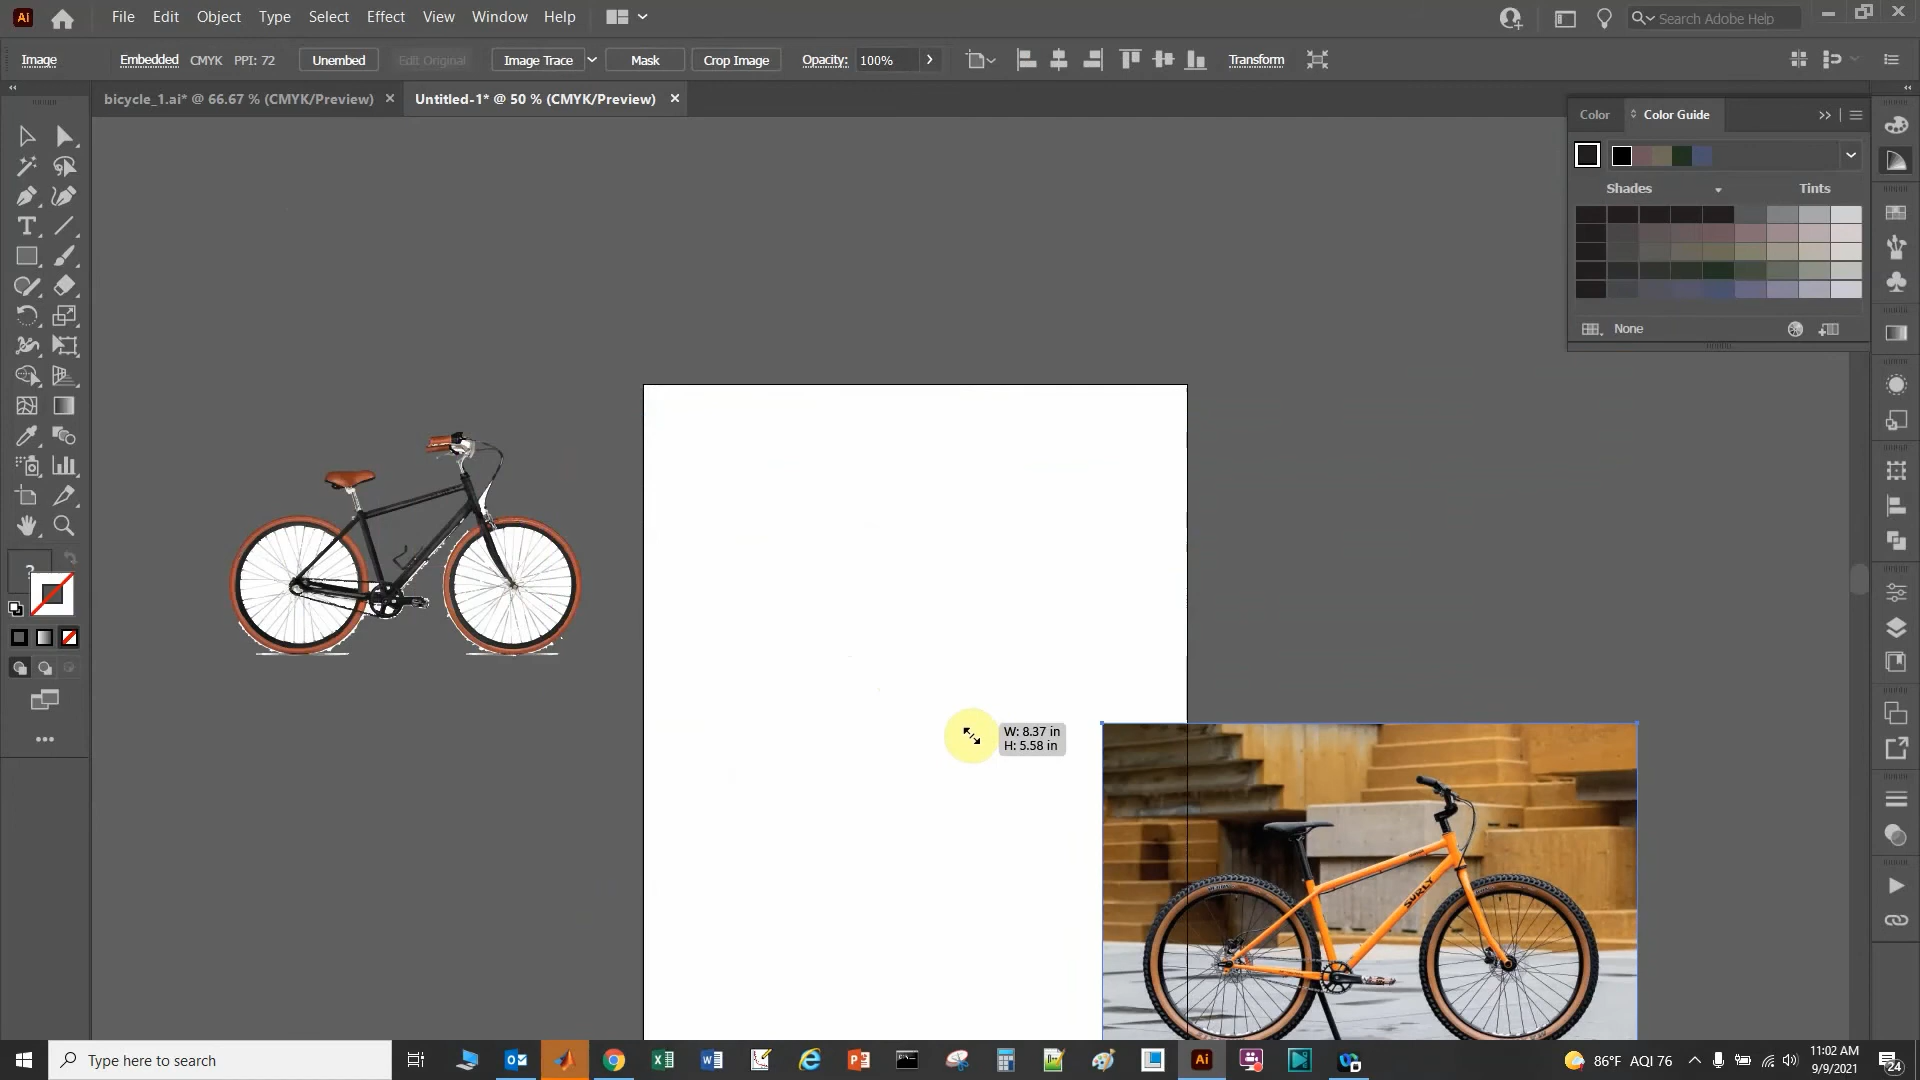 Ai
File Edit Object Type Select Effect View Window Help
Search Adobe Help
Image Embedded CMYK PPI: 72 Unembed Edit Original Image Trace Mask Crop Image Opacity: 100% Transform
bicycle_1.ai* @ 66.67 % (CMYK/Preview) × Untitled-1* @ 50 % (CMYK/Preview) ×
Color Color Guide
Shades Tints
None
?
W: 8.37 in
H: 5.58 in
SURLY
Type here to search
Ai
86°F AQI 76
11:02 AM
9/9/2021
24